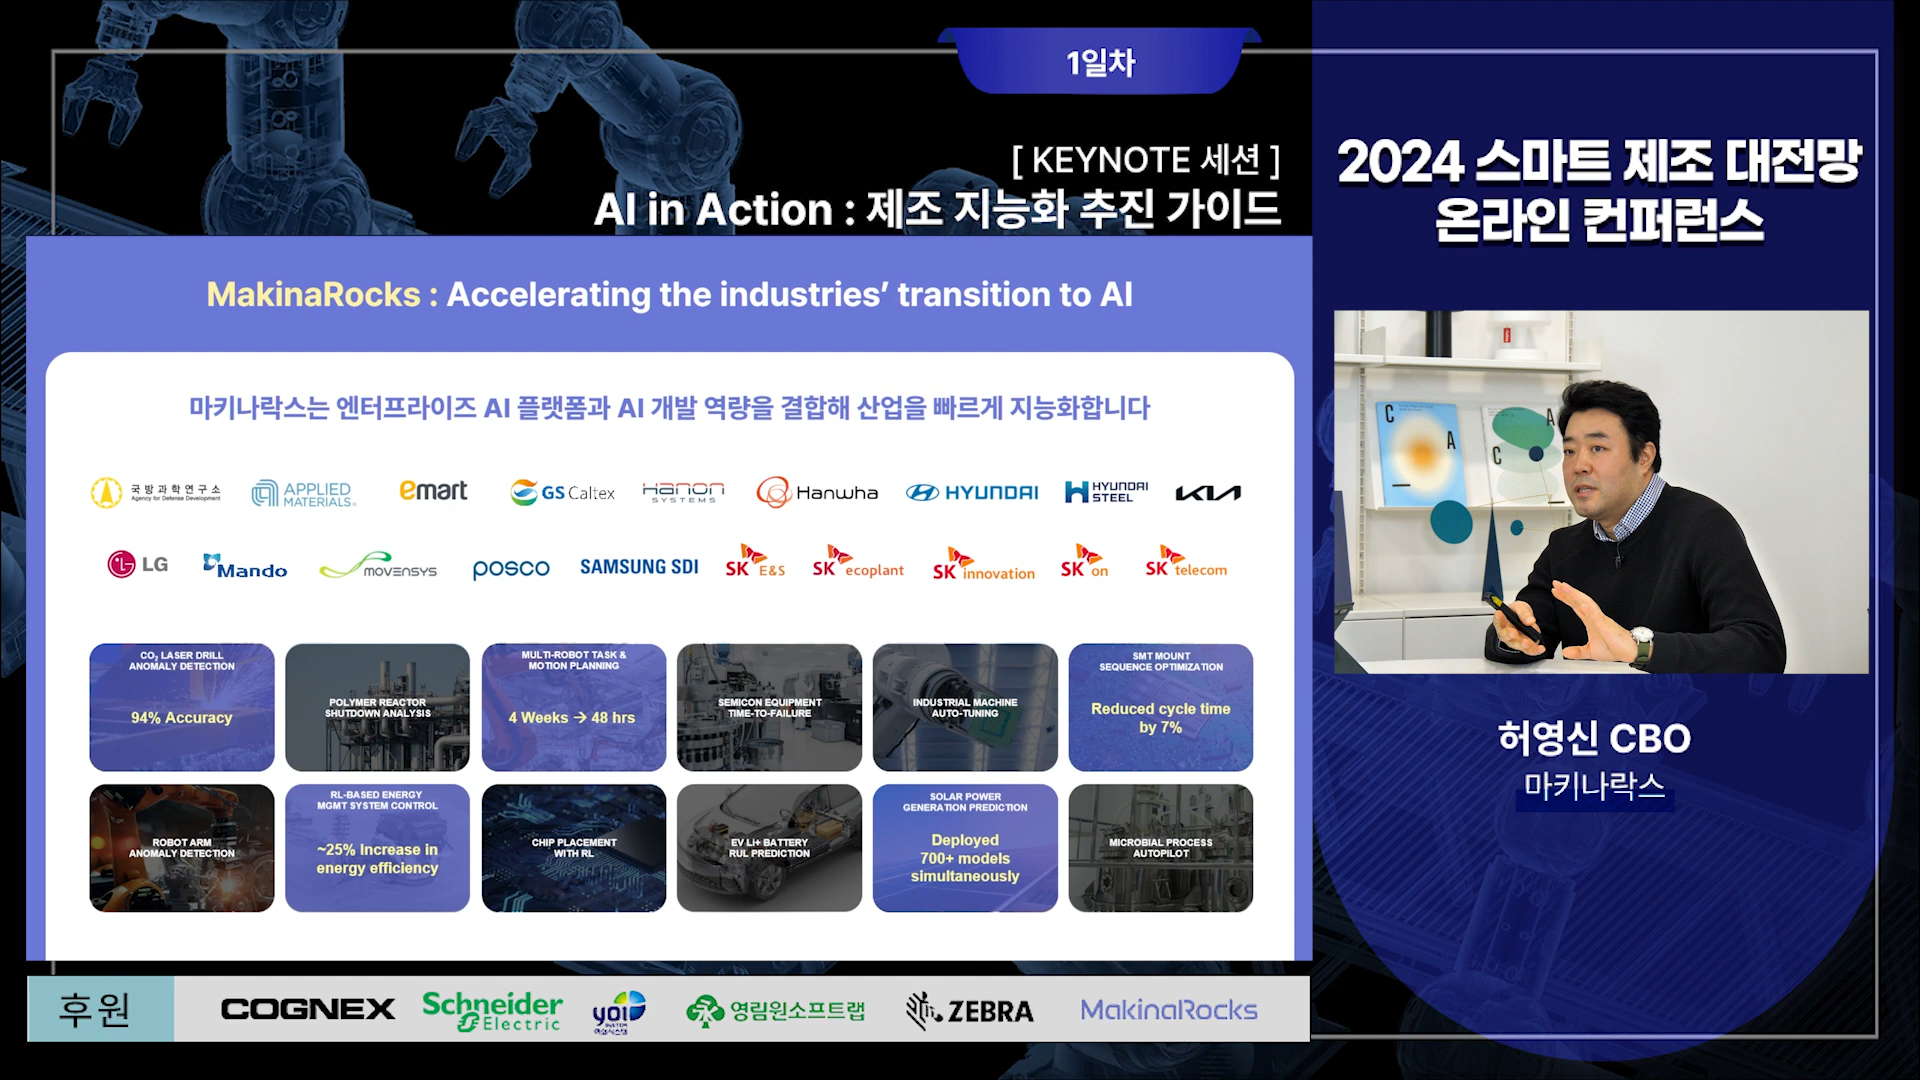 1일차
[ KEYNOTE 세션 ]
AI in Action : 제조 지능화 추진 가이드
2024 스마트 제조 대전망
온라인 컨퍼런스
MakinaRocks : Accelerating the industries’ transition to AI
마키나락스는 엔터프라이즈 AI 플랫폼과 AI 개발 역량을 결합해 산업을 빠르게 지능화합니다
국방과학연구소
Agency for Defense Development
APPLIED
MATERIALS
emart
GS Caltex
Hanon
SYSTEMS
Hanwha
HYUNDAI
HYUNDAI
STEEL
KIA
LG
Mando
MOVENSYS
posco
SAMSUNG SDI
SK E&S
SK ecoplant
SK innovation
SK on
SK telecom
CO₂ LASER DRILL
ANOMALY DETECTION
94% Accuracy
POLYMER REACTOR
SHUTDOWN ANALYSIS
MULTI-ROBOT TASK &
MOTION PLANNING
4 Weeks → 48 hrs
SEMICON EQUIPMENT
TIME-TO-FAILURE
INDUSTRIAL MACHINE
AUTO-TUNING
SMT MOUNT
SEQUENCE OPTIMIZATION
Reduced cycle time
by 7%
ROBOT ARM
ANOMALY DETECTION
RL-BASED ENERGY
MGMT SYSTEM CONTROL
~25% Increase in
energy efficiency
CHIP PLACEMENT
WITH RL
EV LI+ BATTERY
RUL PREDICTION
SOLAR POWER
GENERATION PREDICTION
Deployed
700+ models
simultaneously
MICROBIAL PROCESS
AUTOPILOT
C
A
C
A
허영신 CBO
마키나락스
후원
COGNEX
Schneider
Electric
yoi
SYSTEM
여의시스템
영림원소프트랩
ZEBRA
MakinaRocks